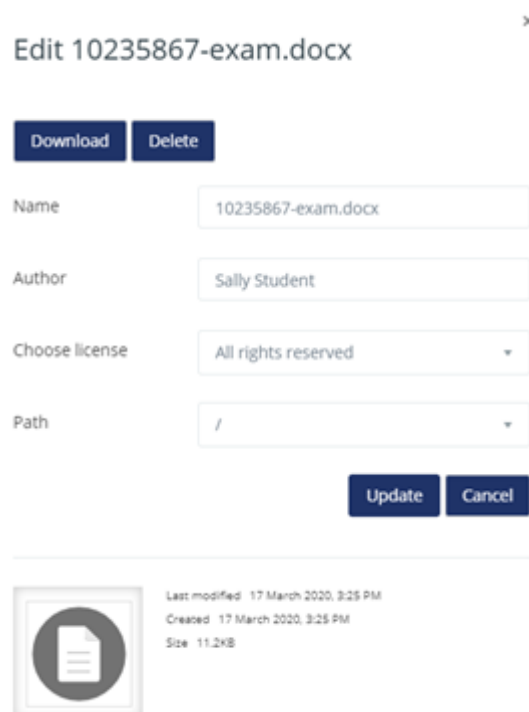 ×
Edit 10235867-exam.docx
Download Delete
Name 10235867-exam.docx
Author Sally Student
Choose license All rights reserved
Path /
Update Cancel
Last modified 17 March 2020, 3:25 PM
Created 17 March 2020, 3:25 PM
Size 11.2KB